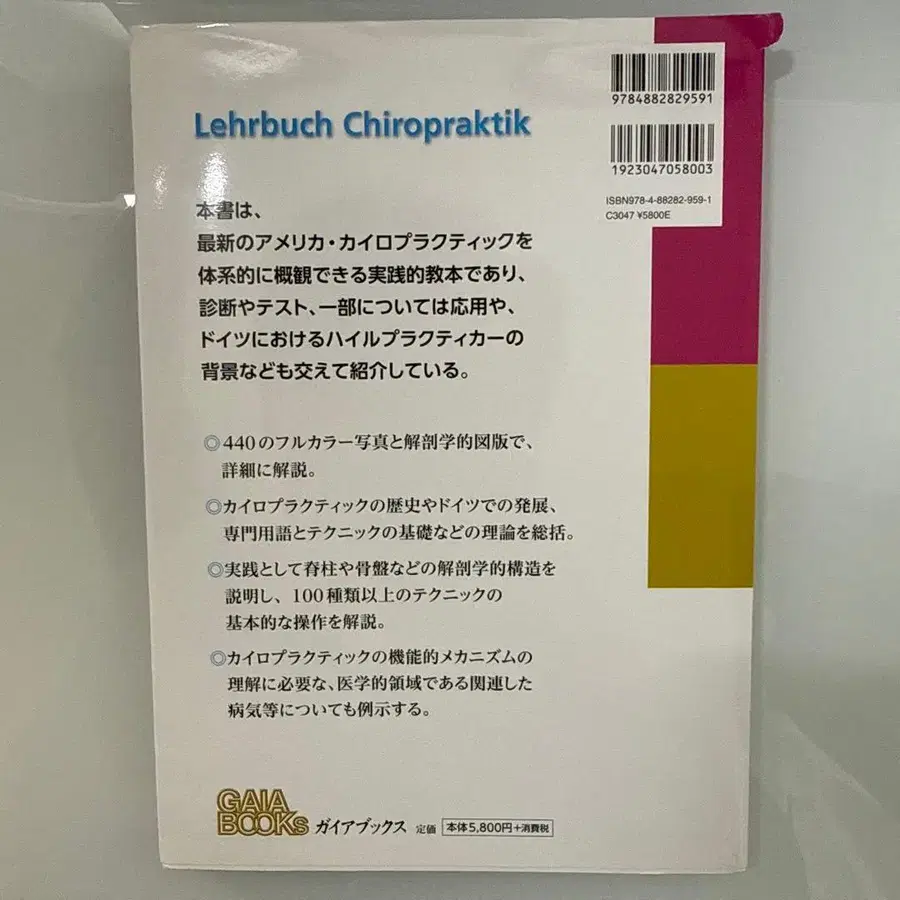 9784882829591
1923047058003
ISBN978-4-88282-959-1
C3047 ¥5800E
Lehrbuch Chiropraktik
本書は、
最新のアメリカ・カイロプラクティックを
体系的に概観できる実践的教本であり、
診断やテスト、一部については応用や、
ドイツにおけるハイルプラクティカーの
背景なども交えて紹介している。
◎440のフルカラー写真と解剖学的図版で、
詳細に解説。
◎カイロプラクティックの歴史やドイツでの発展、
専門用語とテクニックの基礎などの理論を総括。
◎実践として脊柱や骨盤などの解剖学的構造を
説明し、100種類以上のテクニックの
基本的な操作を解説。
◎カイロプラクティックの機能的メカニズムの
理解に必要な、医学的領域である関連した
病気等についても例示する。
GAIA
BOOKs ガイアブックス 定価 本体5,800円+消費税